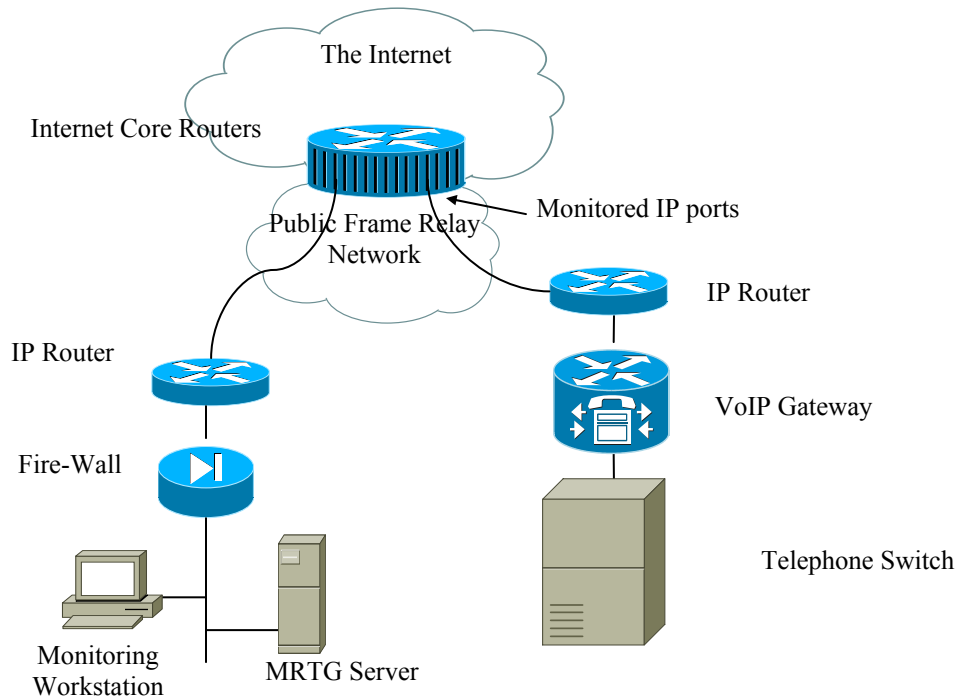 The Internet
Internet Core Routers
Monitored IP ports
Public Frame Relay
Network
IP Router
IP Router
VoIP Gateway
Fire-Wall
Telephone Switch
Monitoring
Workstation
MRTG Server